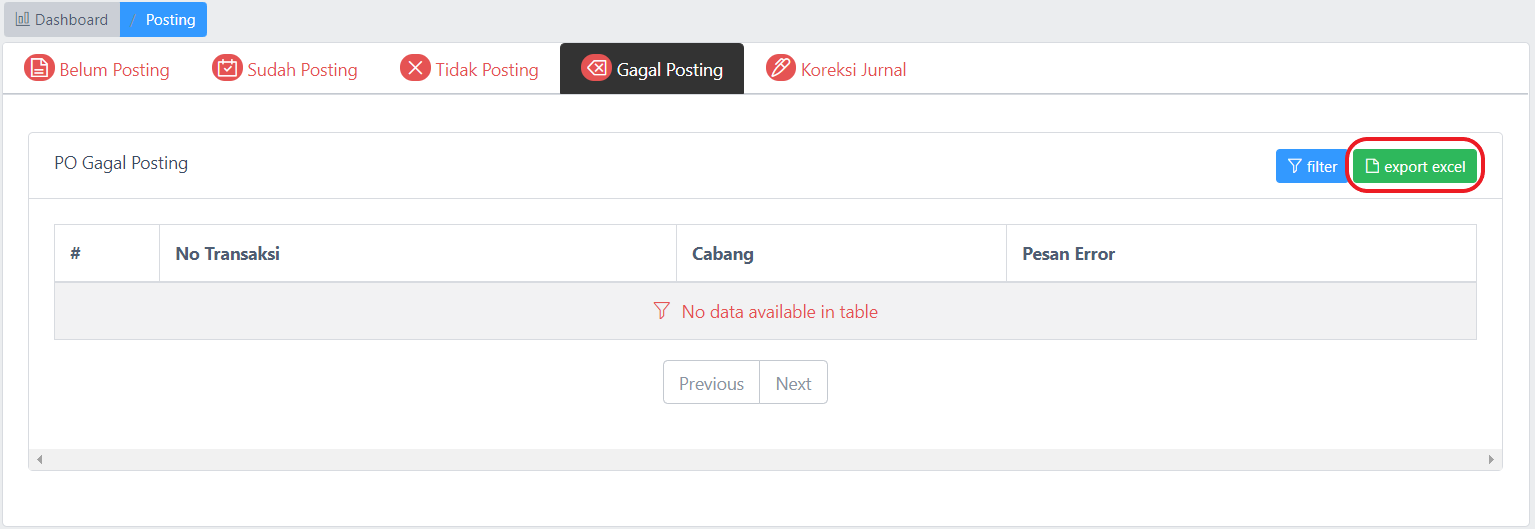 Dashboard / Posting
Belum Posting Sudah Posting Tidak Posting Gagal Posting Koreksi Jurnal
PO Gagal Posting filter export excel
# No Transaksi Cabang Pesan Error
No data available in table
Previous Next